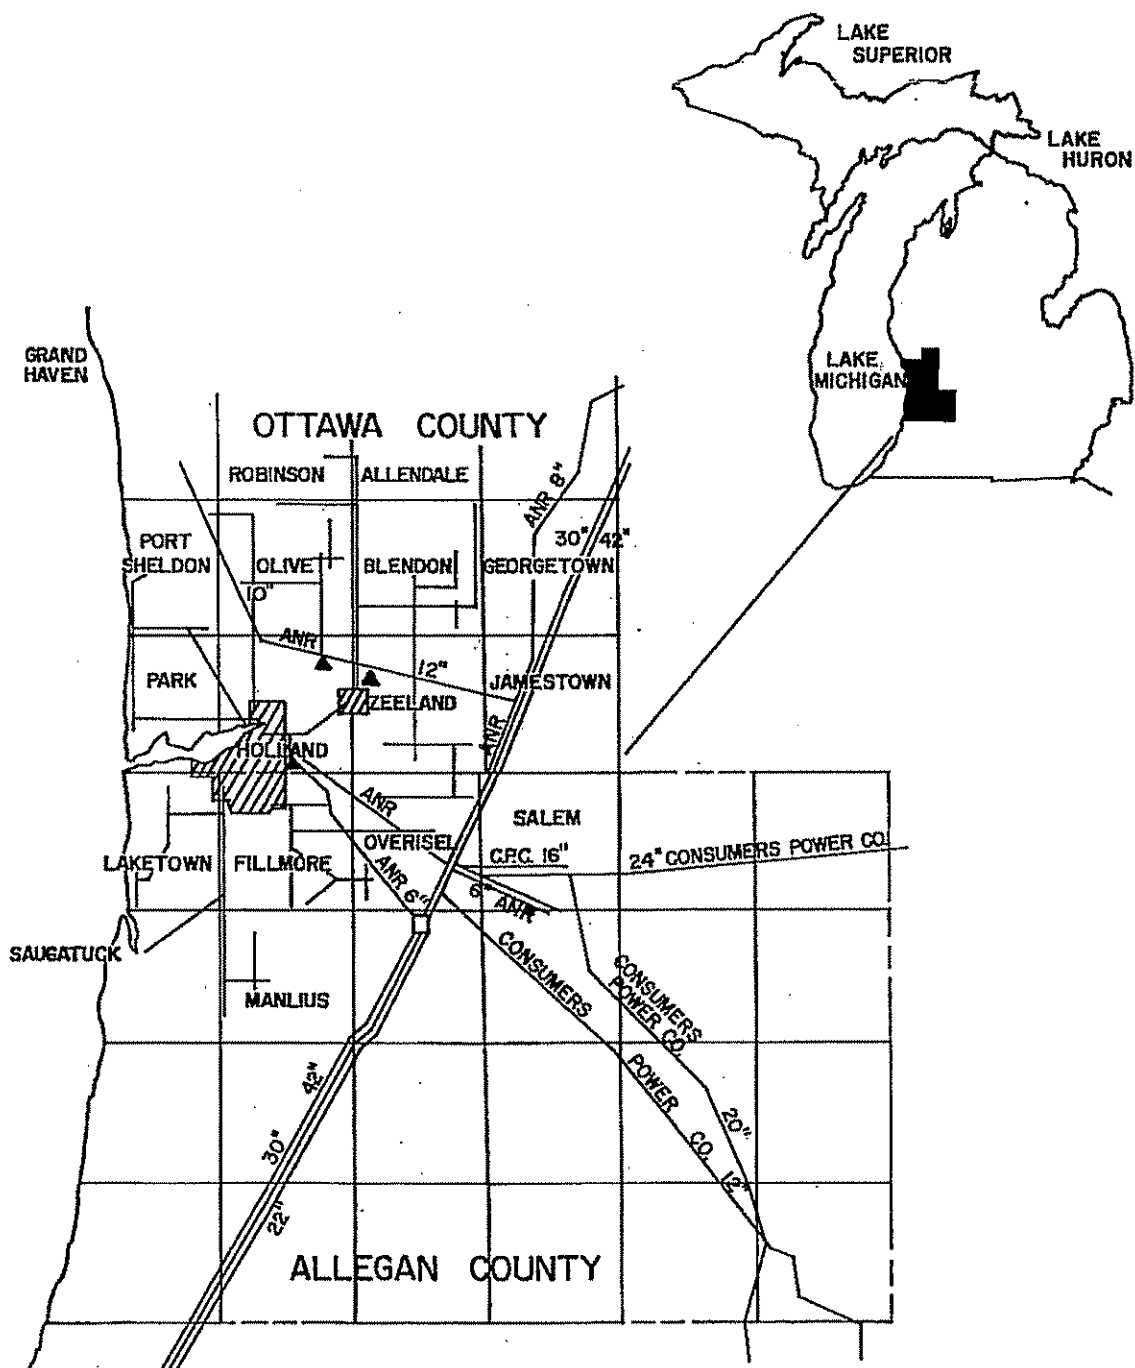 LAKE
SUPERIOR
LAKE
HURON
LAKE
MICHIGAN
GRAND
HAVEN
OTTAWA COUNTY
ROBINSON
ALLENDALE
ANR 8"
30" 42"
PORT
SHELDON
OLIVE
BLENDON
GEORGETOWN
10"
ANR
12"
PARK
JAMESTOWN
ZEELAND
ANR
HOLLAND
ANR
SALEM
OVERISEL
C.P.C. 16"
24" CONSUMERS POWER CO.
LAKETOWN
FILLMORE
ANR 6"
6" ANR
SAUGATUCK
MANLIUS
CONSUMERS
POWER CO.
12"
CONSUMERS
POWER CO.
20"
42"
30"
22"
ALLEGAN COUNTY